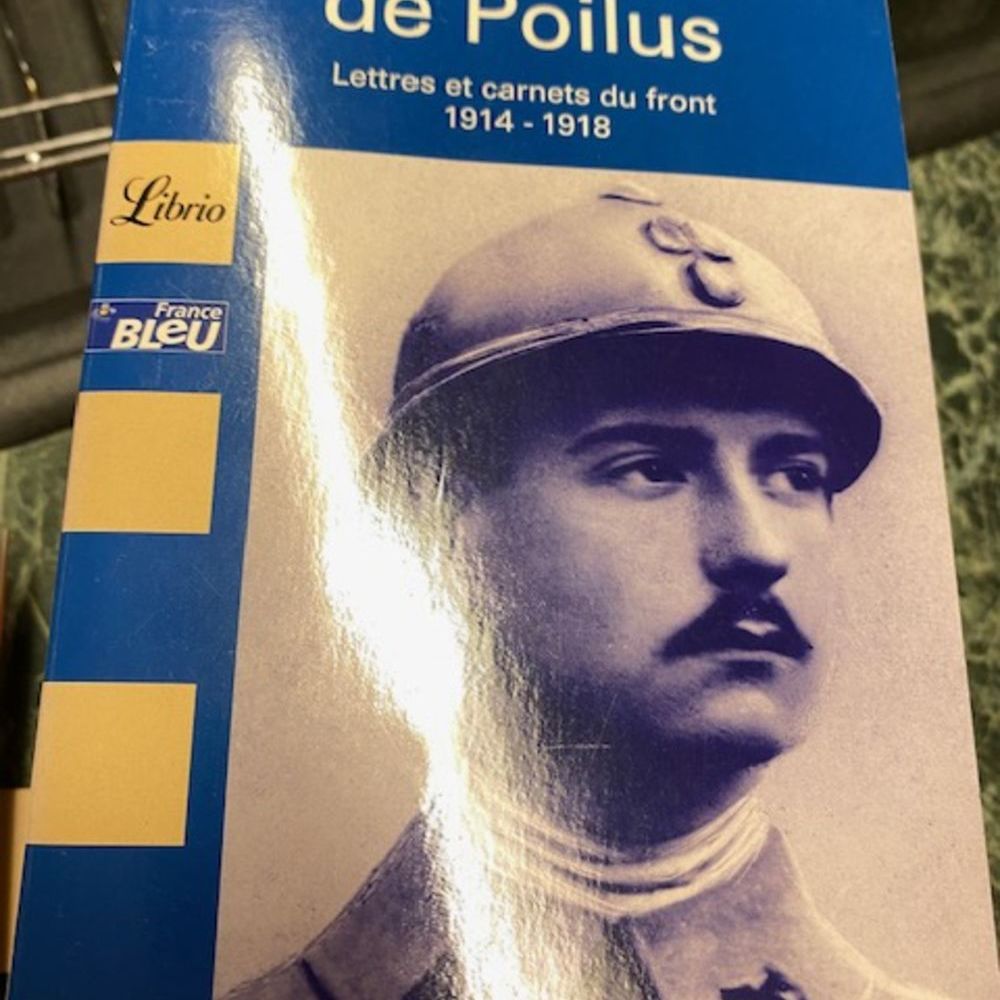 de Poilus
Lettres et carnets du front
1914 - 1918
Librio
France
BLeU